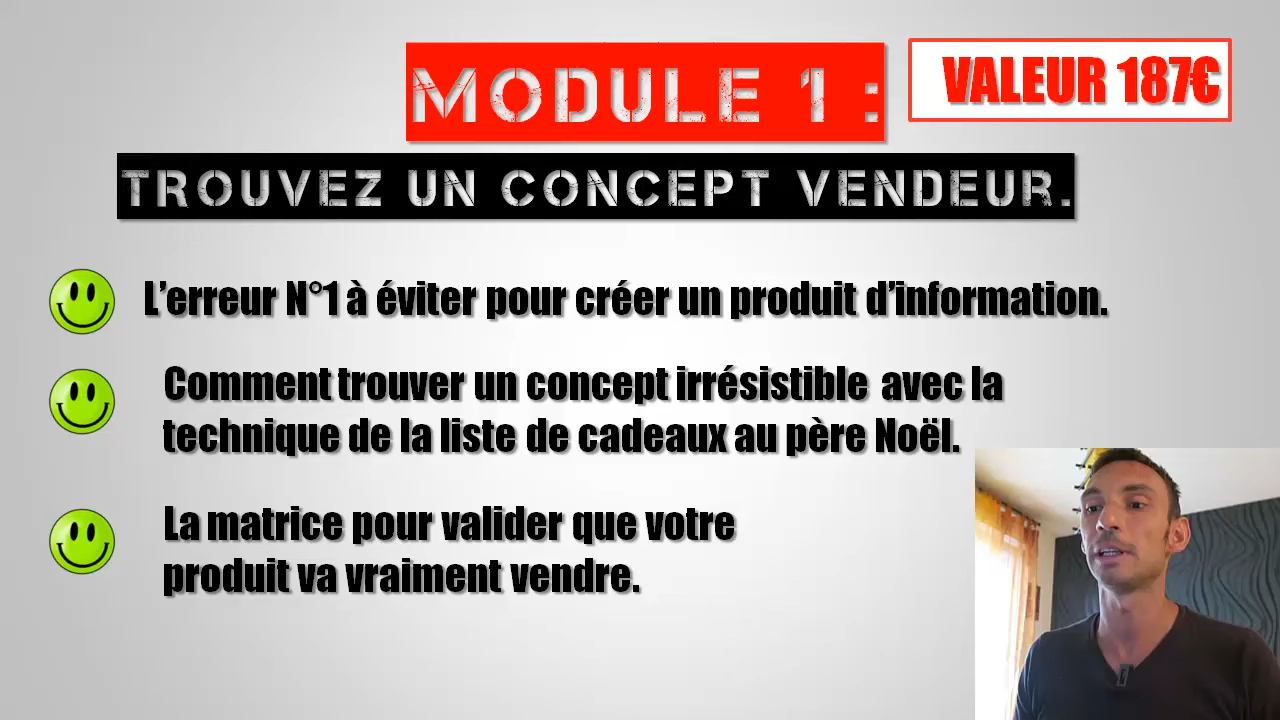 MODULE 1 :
VALEUR 187€
TROUVEZ UN CONCEPT VENDEUR.
L’erreur N°1 à éviter pour créer un produit d’information.
Comment trouver un concept irrésistible avec la
technique de la liste de cadeaux au père Noël.
La matrice pour valider que votre
produit va vraiment vendre.